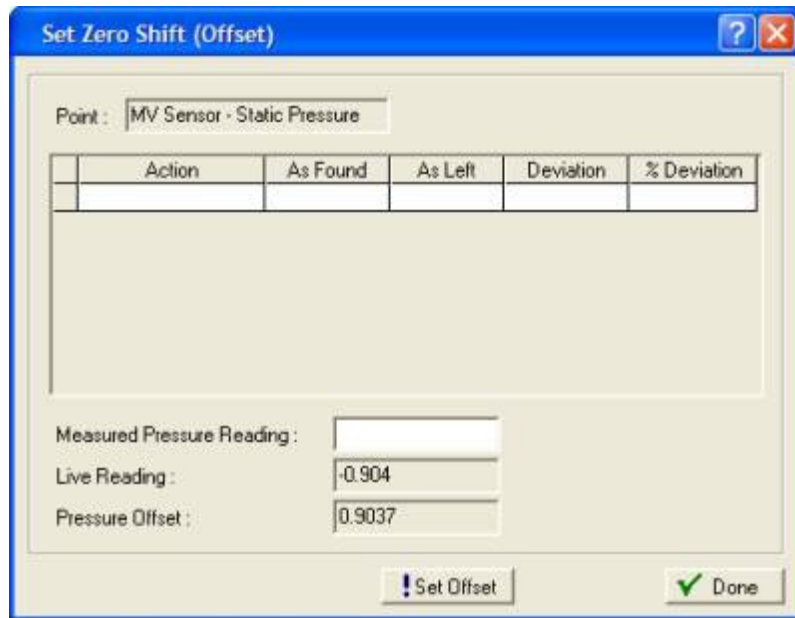 Set Zero Shift (Offset)
Point : MV Sensor - Static Pressure
Action As Found As Left Deviation % Deviation
Measured Pressure Reading :
Live Reading : -0.904
Pressure Offset : 0.9037
! Set Offset Done